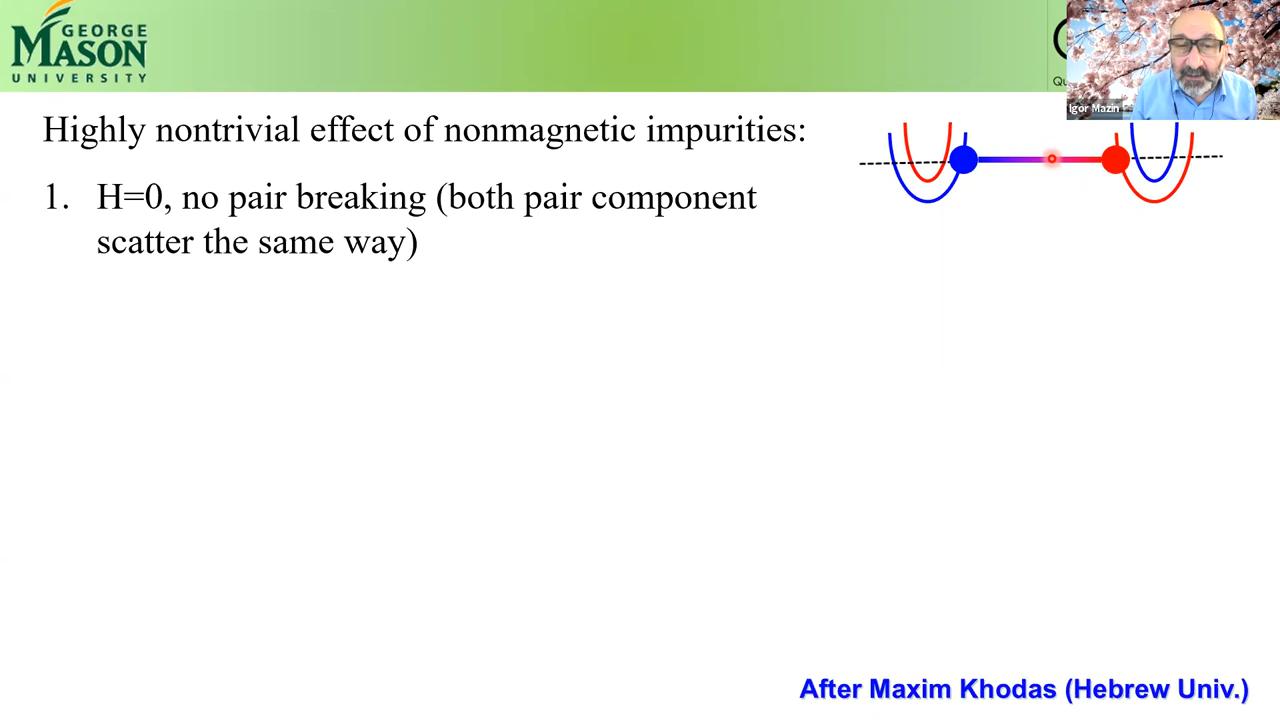 GEORGE
MASON
UNIVERSITY
Qu
Igor Mazin
Highly nontrivial effect of nonmagnetic impurities:
1. H=0, no pair breaking (both pair component
scatter the same way)
After Maxim Khodas (Hebrew Univ.)